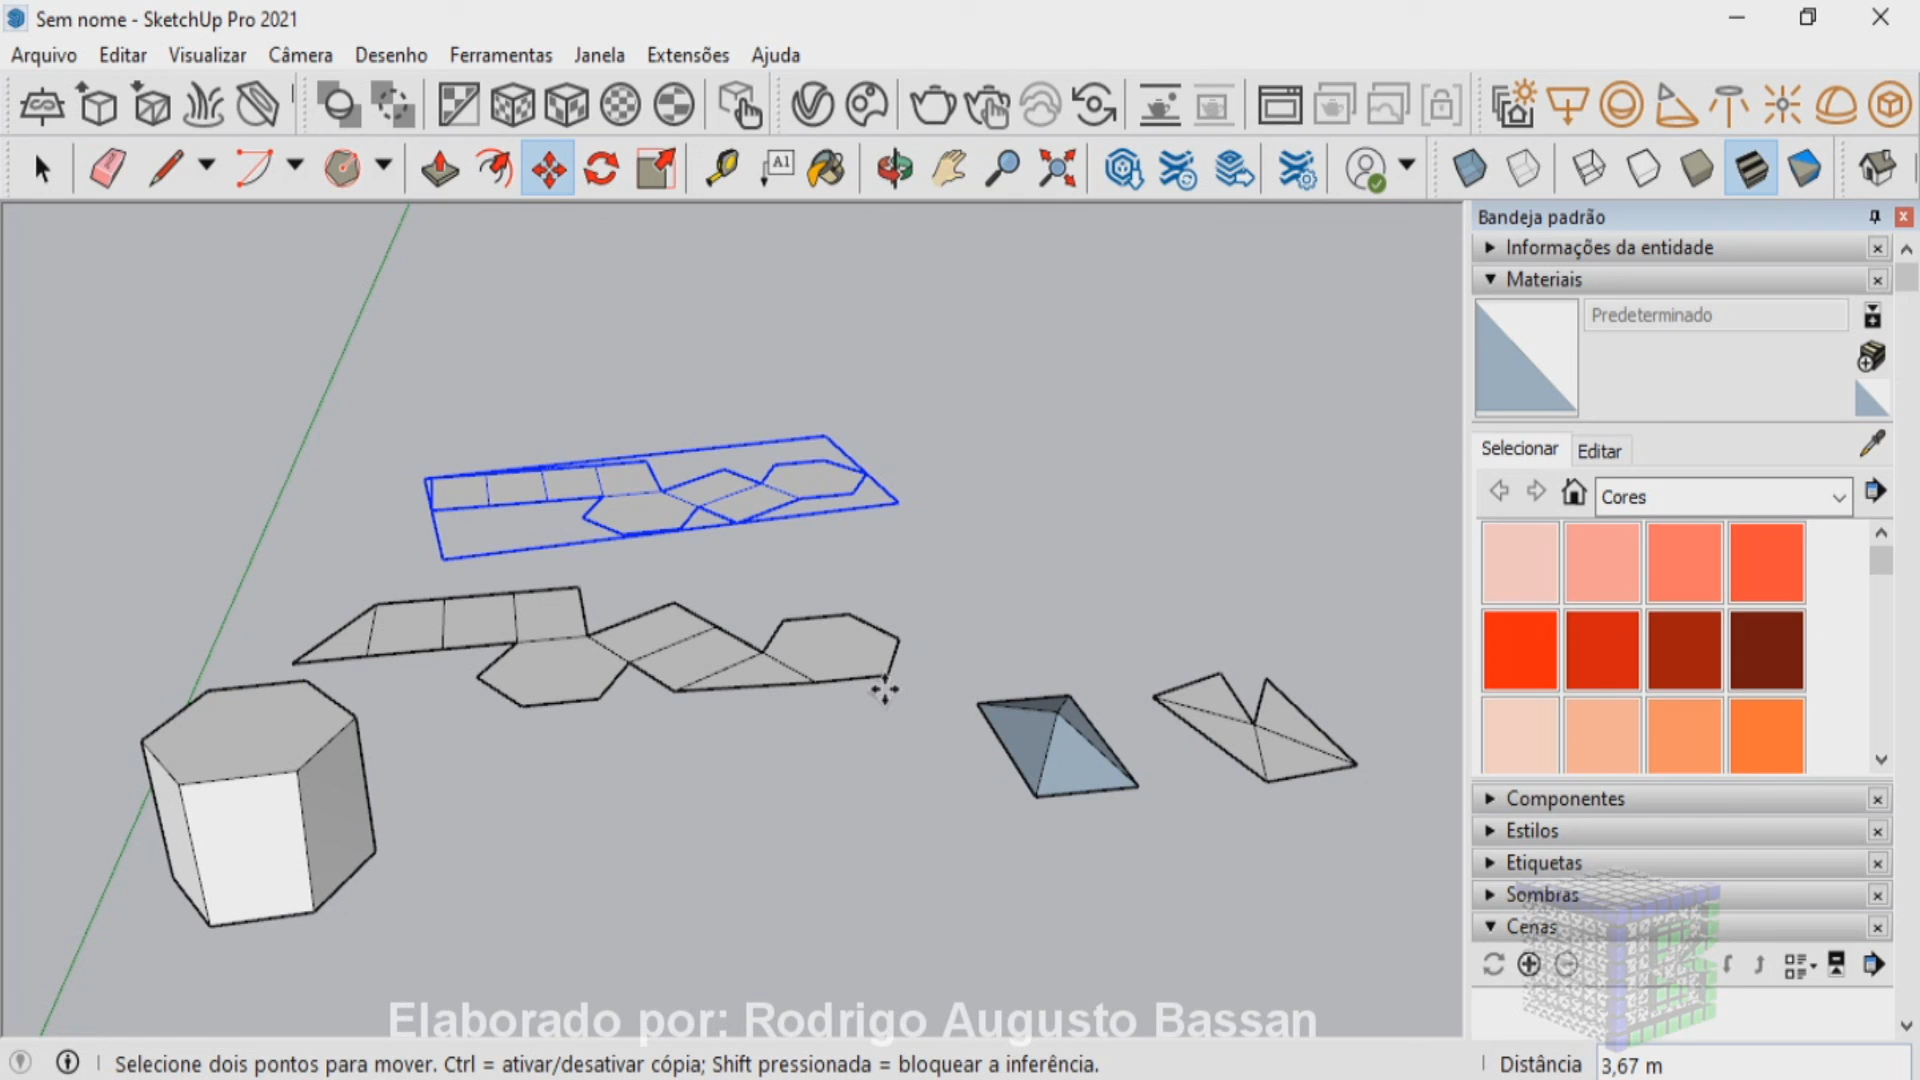 Sem nome - SketchUp Pro 2021
Arquivo Editar Visualizar Câmera Desenho Ferramentas Janela Extensões Ajuda
A1
Bandeja padrão
Informações da entidade
Materiais
Predeterminado
Selecionar Editar
Cores
Componentes
Estilos
Etiquetas
Sombras
Cenas
Elaborado por: Rodrigo Augusto Bassan
Selecione dois pontos para mover. Ctrl = ativar/desativar cópia; Shift pressionada = bloquear a inferência.
Distância 3,67 m